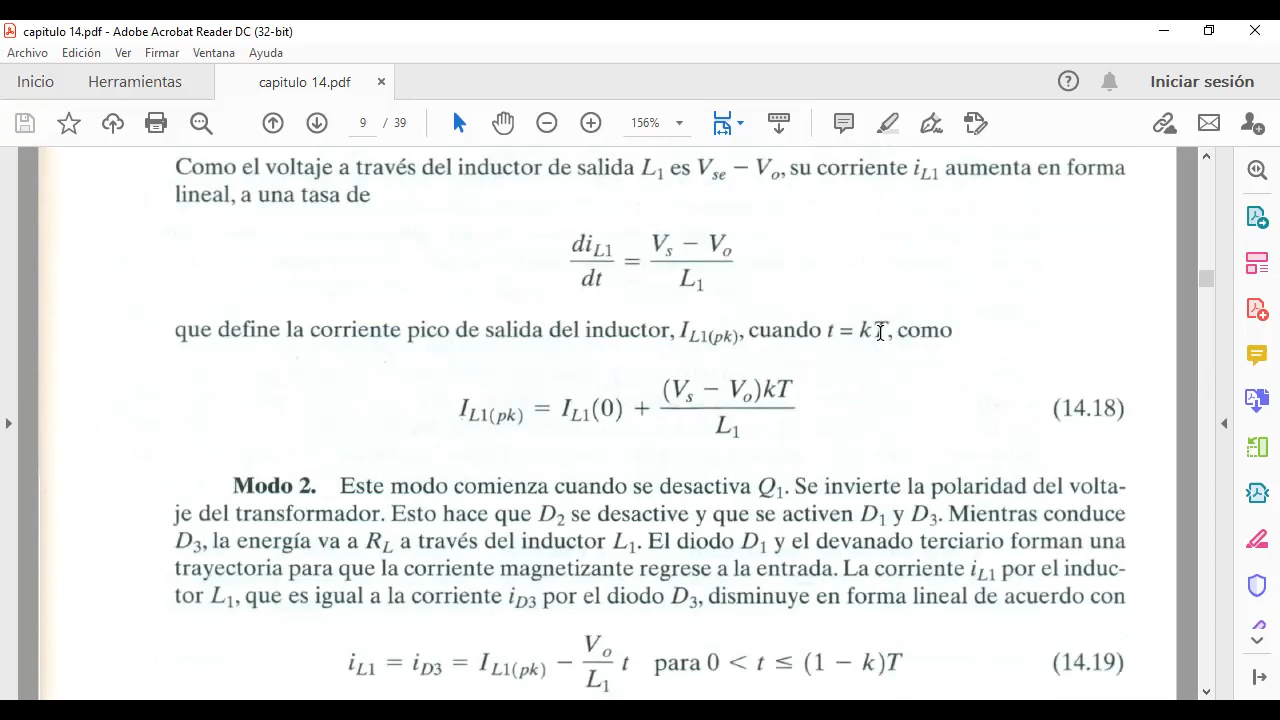 capitulo 14.pdf - Adobe Acrobat Reader DC (32-bit)
Archivo Edición Ver Firmar Ventana Ayuda
Inicio Herramientas capitulo 14.pdf × Iniciar sesión
9 / 39 156%
Como el voltaje a través del inductor de salida L₁ es Vse − Vo, su corriente iL1 aumenta en forma
lineal, a una tasa de
diL1/dt = (Vs − Vo)/L₁
que define la corriente pico de salida del inductor, IL1(pk), cuando t = kT, como
IL1(pk) = IL1(0) + (Vs − Vo)kT/L₁ (14.18)
Modo 2. Este modo comienza cuando se desactiva Q₁. Se invierte la polaridad del volta-
je del transformador. Esto hace que D₂ se desactive y que se activen D₁ y D₃. Mientras conduce
D₃, la energía va a RL a través del inductor L₁. El diodo D₁ y el devanado terciario forman una
trayectoria para que la corriente magnetizante regrese a la entrada. La corriente iL1 por el induc-
tor L₁, que es igual a la corriente iD3 por el diodo D₃, disminuye en forma lineal de acuerdo con
iL1 = iD3 = IL1(pk) − Vo/L₁ t para 0 < t ≤ (1 − k)T (14.19)